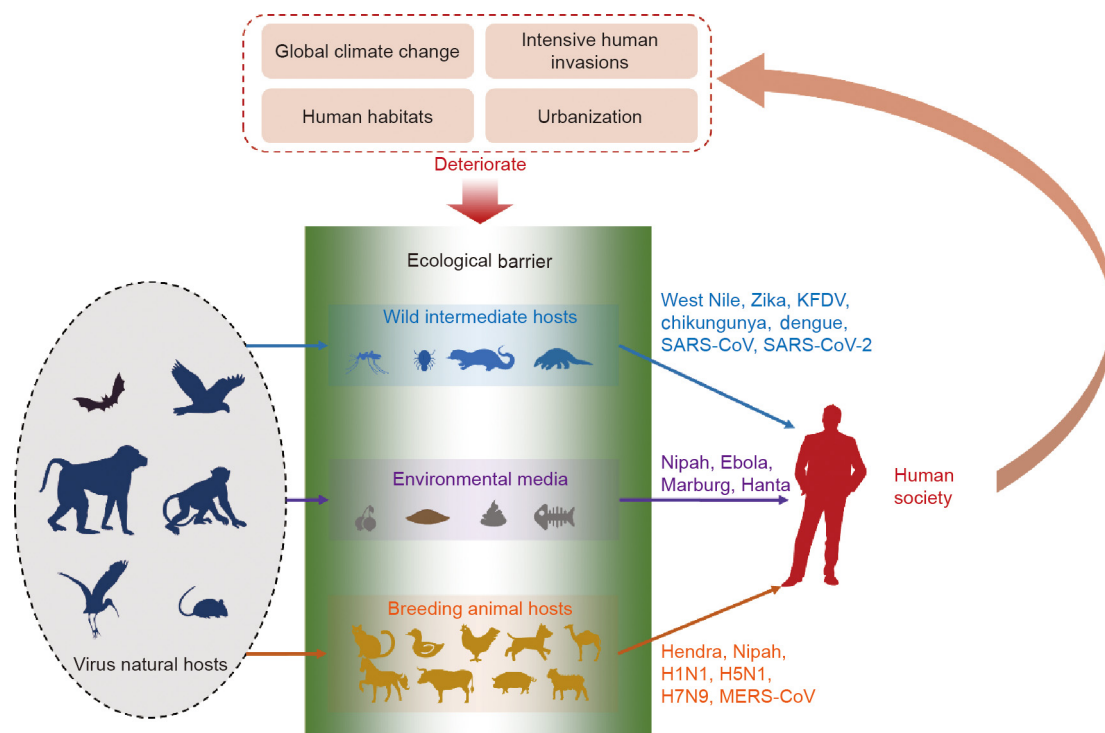 Global climate change
Intensive human
invasions
Human habitats
Urbanization
Deteriorate
Ecological barrier
Wild intermediate hosts
West Nile, Zika, KFDV,
chikungunya, dengue,
SARS-CoV, SARS-CoV-2
Environmental media
Nipah, Ebola,
Marburg, Hanta
Human
society
Breeding animal hosts
Virus natural hosts
Hendra, Nipah,
H1N1, H5N1,
H7N9, MERS-CoV